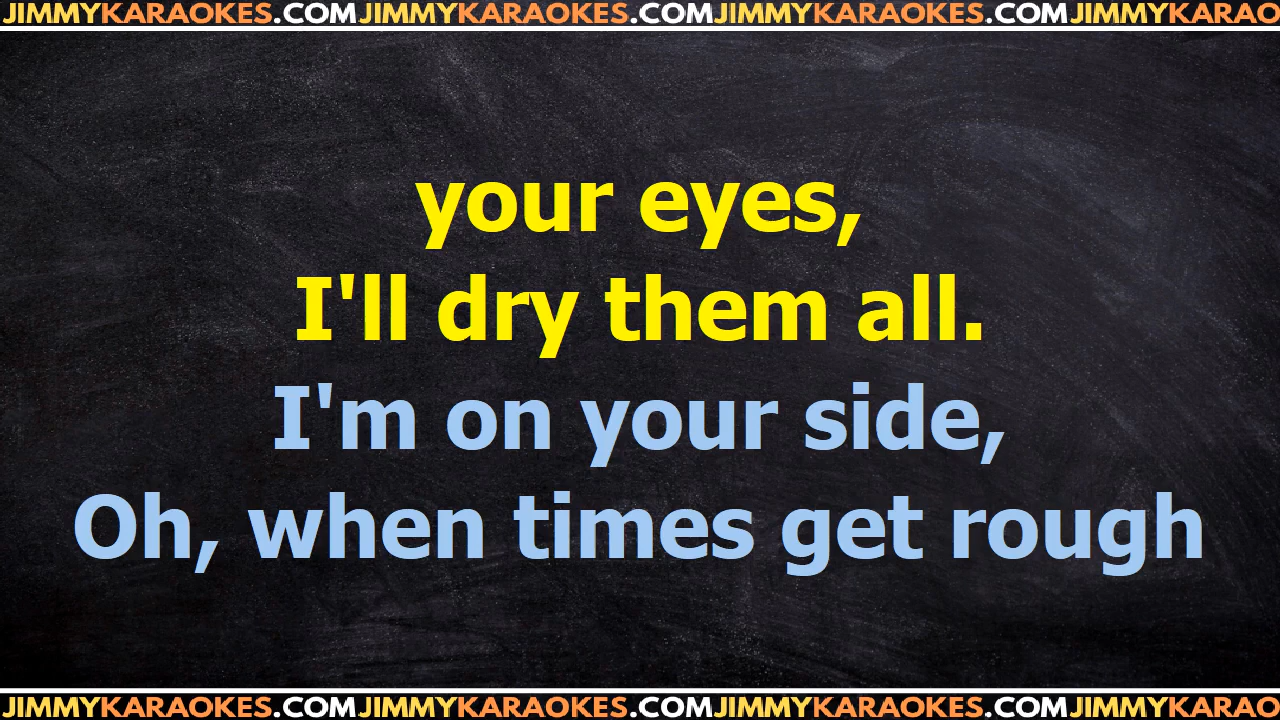 JIMMYKARAOKES.COMJIMMYKARAOKES.COMJIMMYKARAOKES.COMJIMMYKARAO
your eyes,
I'll dry them all.
I'm on your side,
Oh, when times get rough
JIMMYKARAOKES.COMJIMMYKARAOKES.COMJIMMYKARAOKES.COMJIMMYKARAO